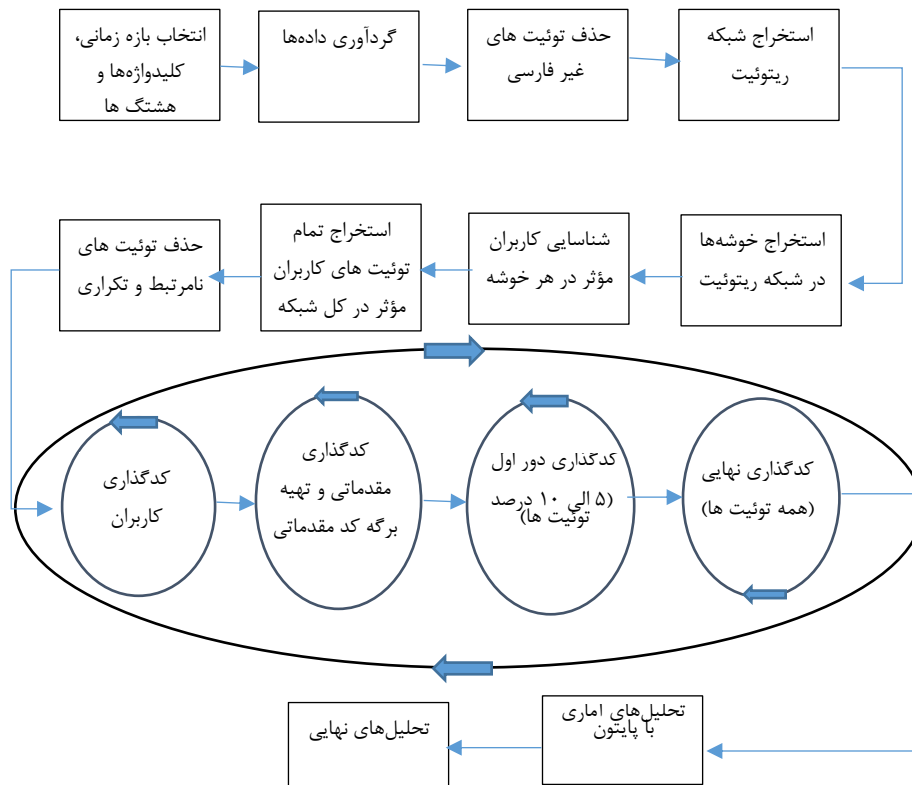 انتخاب بازه زمانی،
کلیدواژه‌ها و
هشتگ ها
گردآوری داده‌ها
حذف توئیت های
غیر فارسی
استخراج شبکه
ریتوئیت
استخراج خوشه‌ها
در شبکه ریتوئیت
شناسایی کاربران
مؤثر در هر خوشه
استخراج تمام
توئیت های کاربران
مؤثر در کل شبکه
حذف توئیت های
نامرتبط و تکراری
کدگذاری
کاربران
کدگذاری
مقدماتی و تهیه
برگه کد مقدماتی
کدگذاری دور اول
(۵ الی ۱۰ درصد
توئیت ها)
کدگذاری نهایی
(همه توئیت ها)
تحلیل‌های اماری
با پایتون
تحلیل‌های نهایی